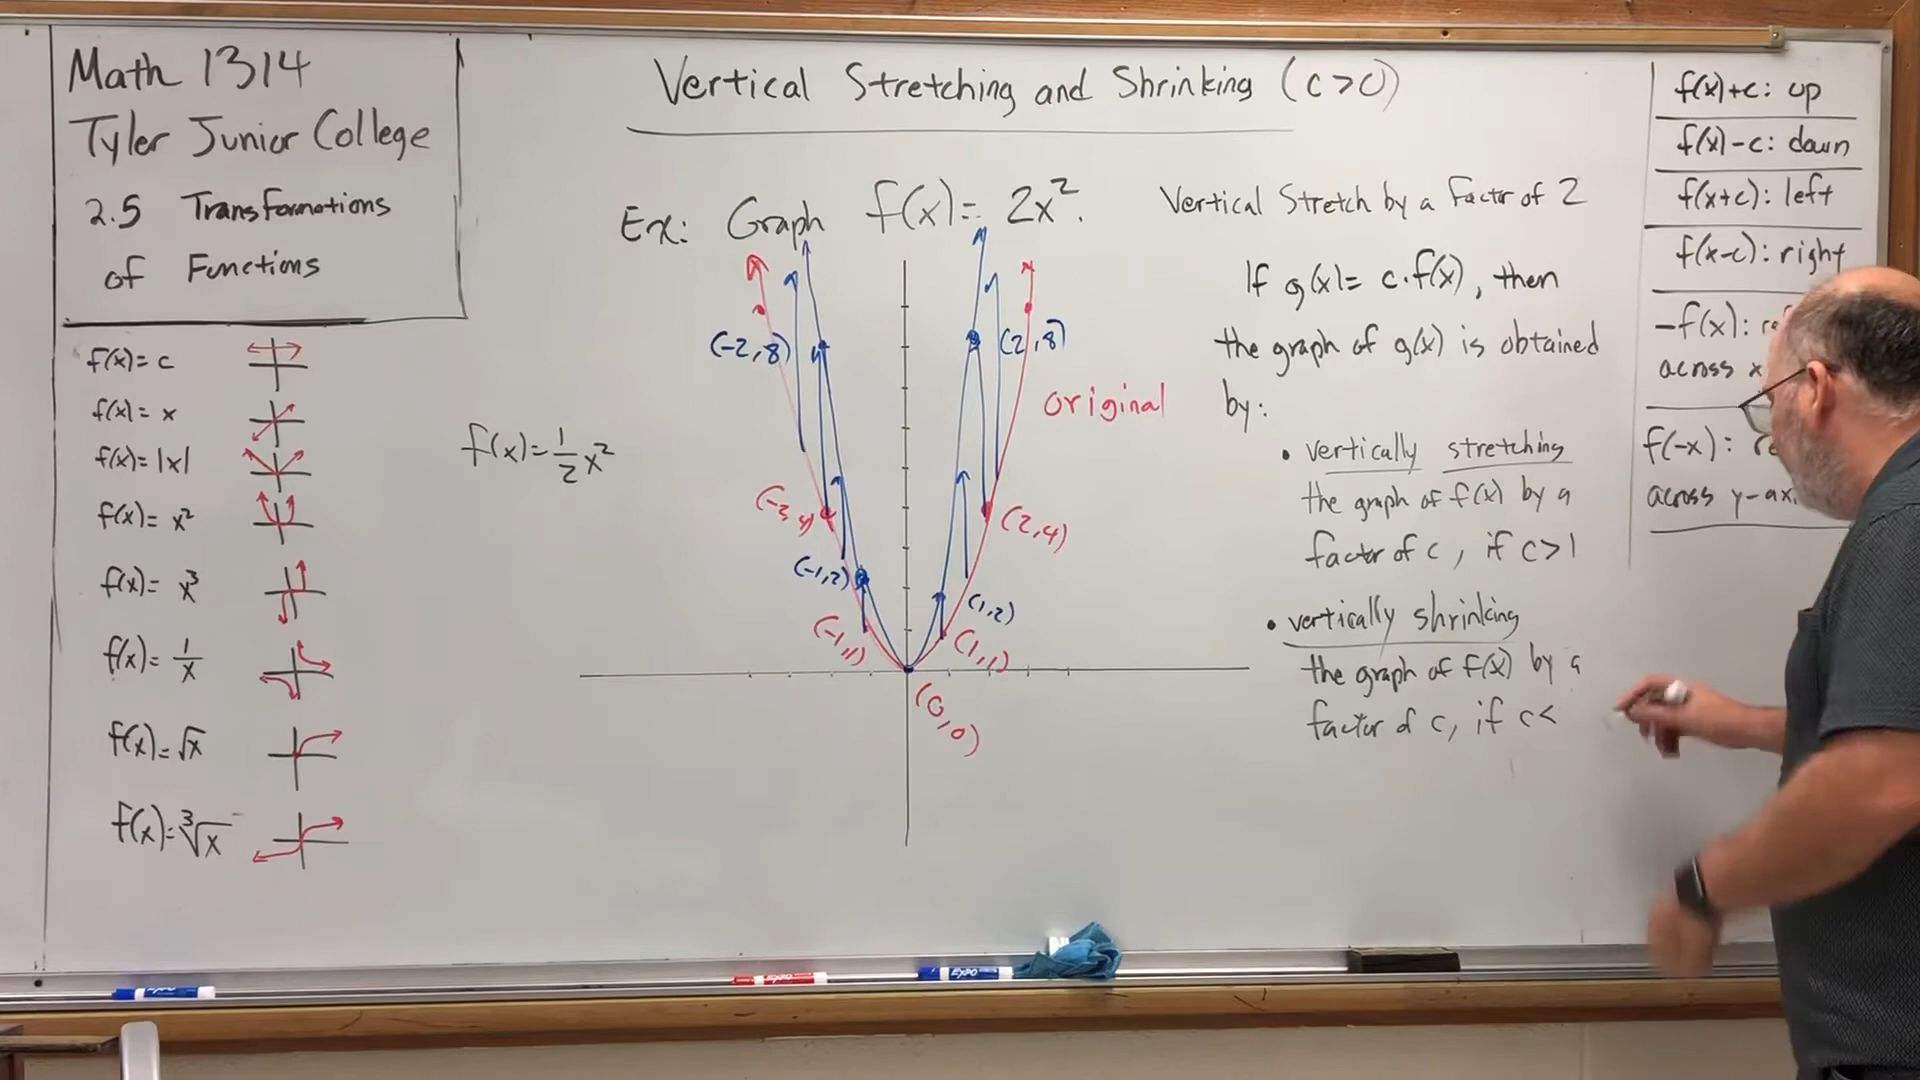 Math 1314
Tyler Junior College
2.5 Transformations
of Functions
f(x)= c
f(x)= x
f(x)= |x|
f(x)= x²
f(x)= x³
f(x)= 1/x
f(x)=√x
f(x)=³√x
Vertical Stretching and Shrinking (c>0)
Ex: Graph f(x)= 2x².
f(x)=1/2x²
(-2,8)
(2,8)
original
(2,4)
(-1,2)
(1,2)
(-1,1)
(1,1)
(0,0)
Vertical Stretch by a Factor of 2
If g(x)= c·f(x), then
the graph of g(x) is obtained
by:
• vertically stretching
the graph of f(x) by a
factor of c, if c>1
• vertically shrinking
the graph of f(x) by a
factor of c, if c<
f(x)+c: up
f(x)-c: down
f(x+c): left
f(x-c): right
-f(x):
across x
f(-x):
across y-ax
EXPO
EXPO